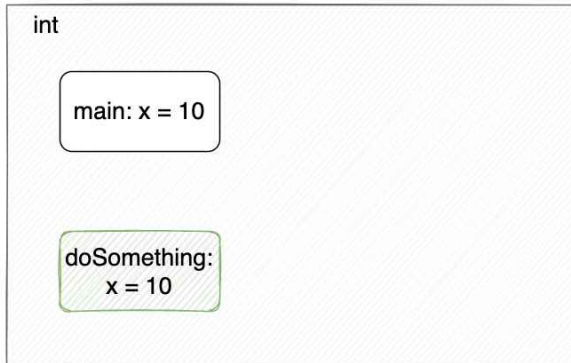 int
main: x = 10
doSomething:
x = 10